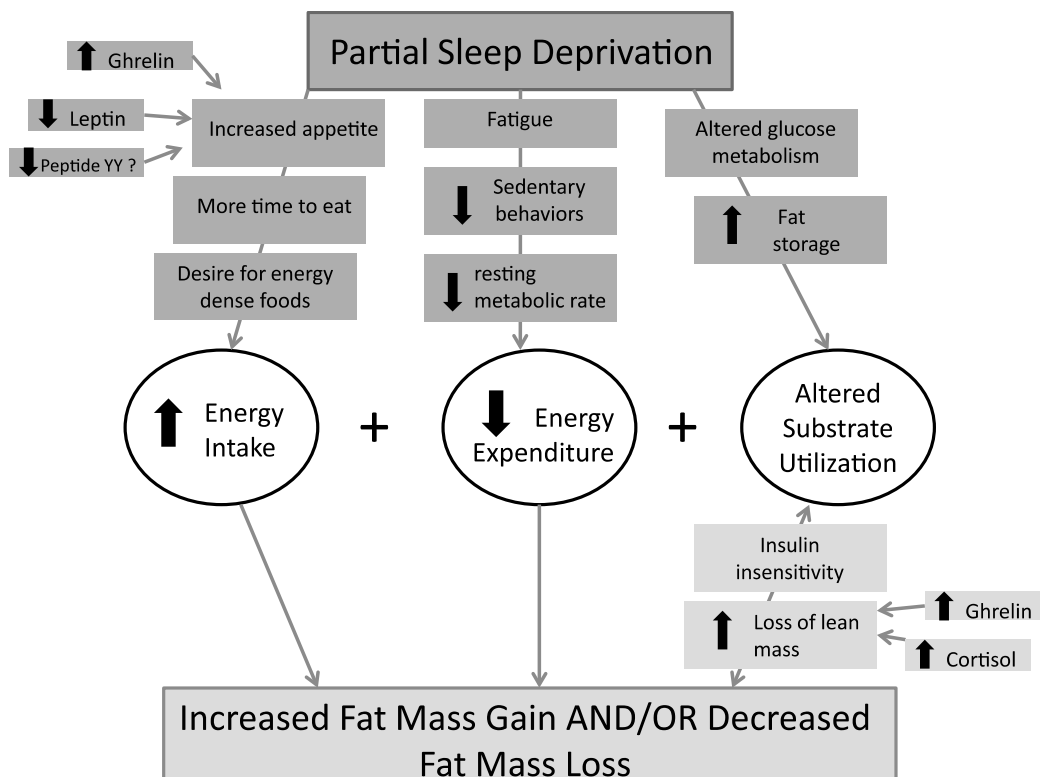 Partial Sleep Deprivation
Ghrelin
Leptin
Peptide YY ?
Increased appetite
More time to eat
Desire for energy
dense foods
Fatigue
Sedentary
behaviors
resting
metabolic rate
Altered glucose
metabolism
Fat
storage
Energy
Intake
+
Energy
Expenditure
+
Altered
Substrate
Utilization
Insulin
insensitivity
Loss of lean
mass
Ghrelin
Cortisol
Increased Fat Mass Gain AND/OR Decreased
Fat Mass Loss